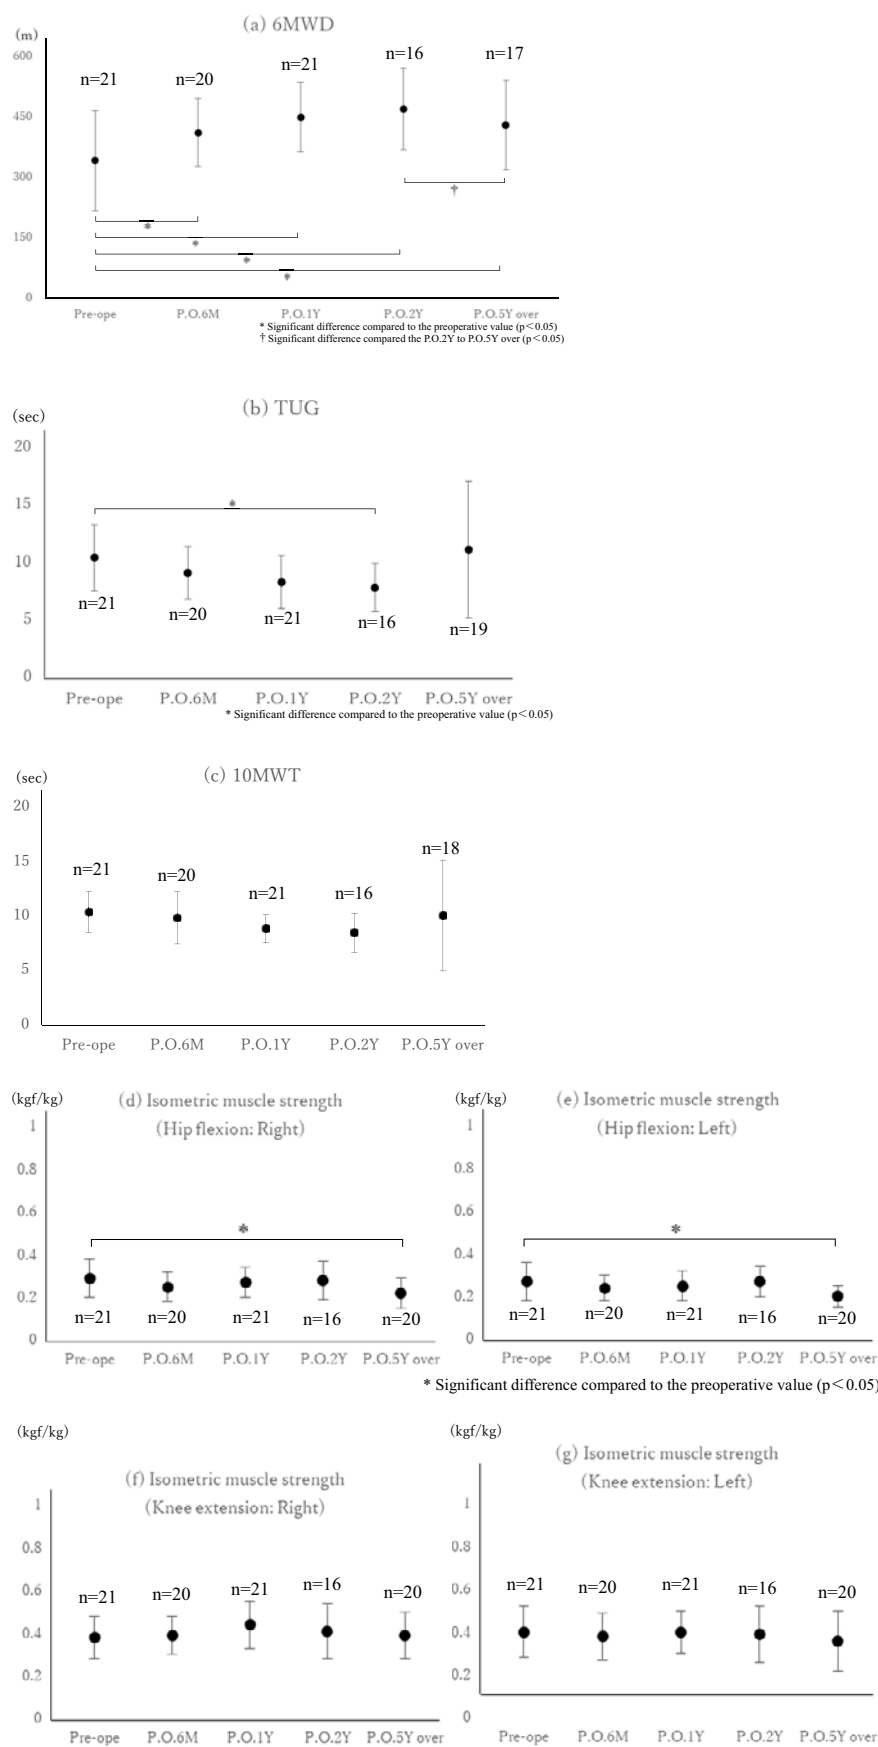 (a) 6MWD
(m)
600
450
300
150
0
n=21
n=20
n=21
n=16
n=17
†
*
*
*
*
Pre-ope P.O.6M P.O.1Y P.O.2Y P.O.5Y over
* Significant difference compared to the preoperative value (p<0.05)
† Significant difference compared the P.O.2Y to P.O.5Y over (p<0.05)
(b) TUG
(sec)
20
15
10
5
0
*
n=21
n=20
n=21
n=16
n=19
Pre-ope P.O.6M P.O.1Y P.O.2Y P.O.5Y over
* Significant difference compared to the preoperative value (p<0.05)
(c) 10MWT
(sec)
20
15
10
5
0
n=21
n=20
n=21
n=16
n=18
Pre-ope P.O.6M P.O.1Y P.O.2Y P.O.5Y over
(kgf/kg)
(d) Isometric muscle strength
(Hip flexion: Right)
1
0.8
0.6
0.4
0.2
0
*
n=21 n=20 n=21 n=16 n=20
Pre-ope P.O.6M P.O.1Y P.O.2Y P.O.5Y over
(kgf/kg)
(e) Isometric muscle strength
(Hip flexion: Left)
1
0.8
0.6
0.4
0.2
0
*
n=21 n=20 n=21 n=16 n=20
Pre-ope P.O.6M P.O.1Y P.O.2Y P.O.5Y over
* Significant difference compared to the preoperative value (p<0.05)
(kgf/kg)
(f) Isometric muscle strength
(Knee extension: Right)
1
0.8
0.6
0.4
0.2
0
n=21 n=20 n=21 n=16 n=20
Pre-ope P.O.6M P.O.1Y P.O.2Y P.O.5Y over
(kgf/kg)
(g) Isometric muscle strength
(Knee extension: Left)
1
0.8
0.6
0.4
0.2
0
n=21 n=20 n=21 n=16 n=20
Pre-ope P.O.6M P.O.1Y P.O.2Y P.O.5Y over